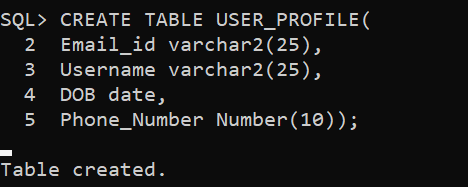 SQL> CREATE TABLE USER_PROFILE(
  2  Email_id varchar2(25),
  3  Username varchar2(25),
  4  DOB date,
  5  Phone_Number Number(10));
Table created.